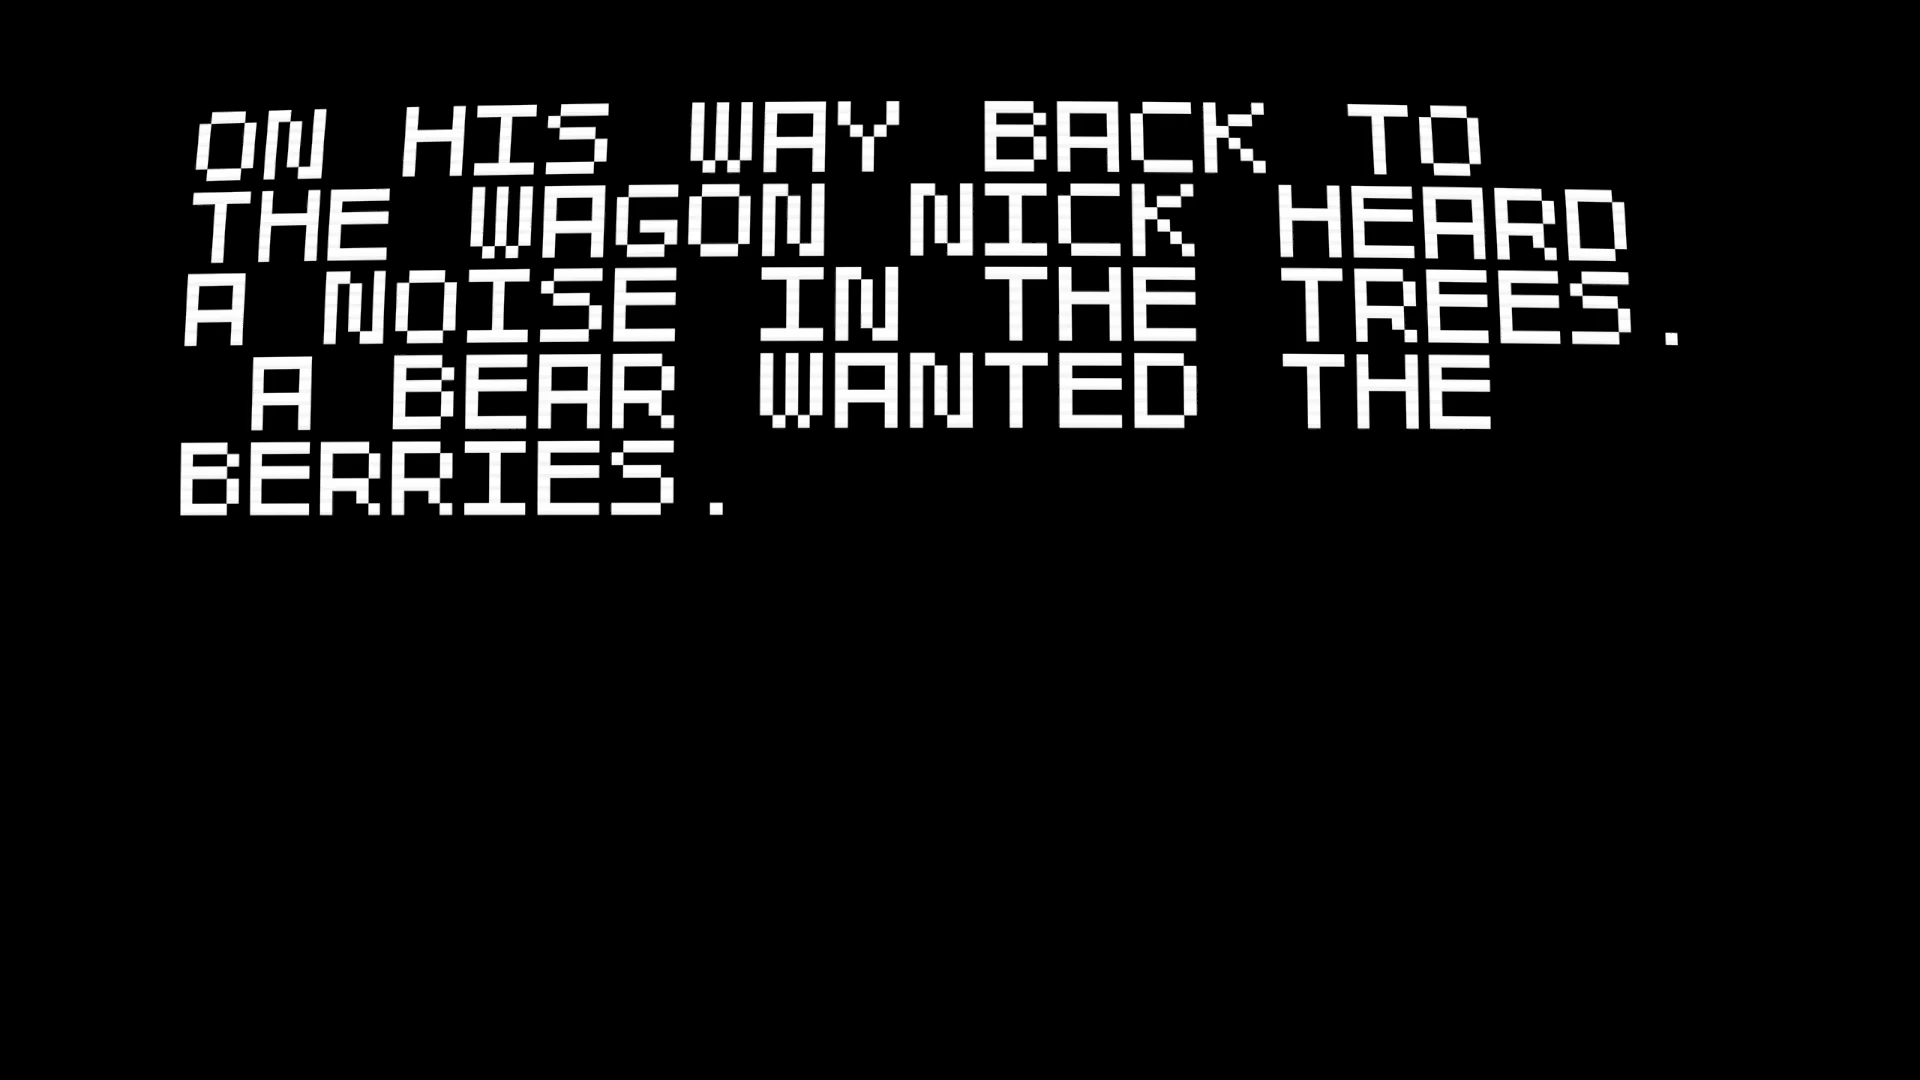 ON HIS WAY BACK TO
THE WAGON NICK HEARD
A NOISE IN THE TREES.
A BEAR WANTED THE
BERRIES.